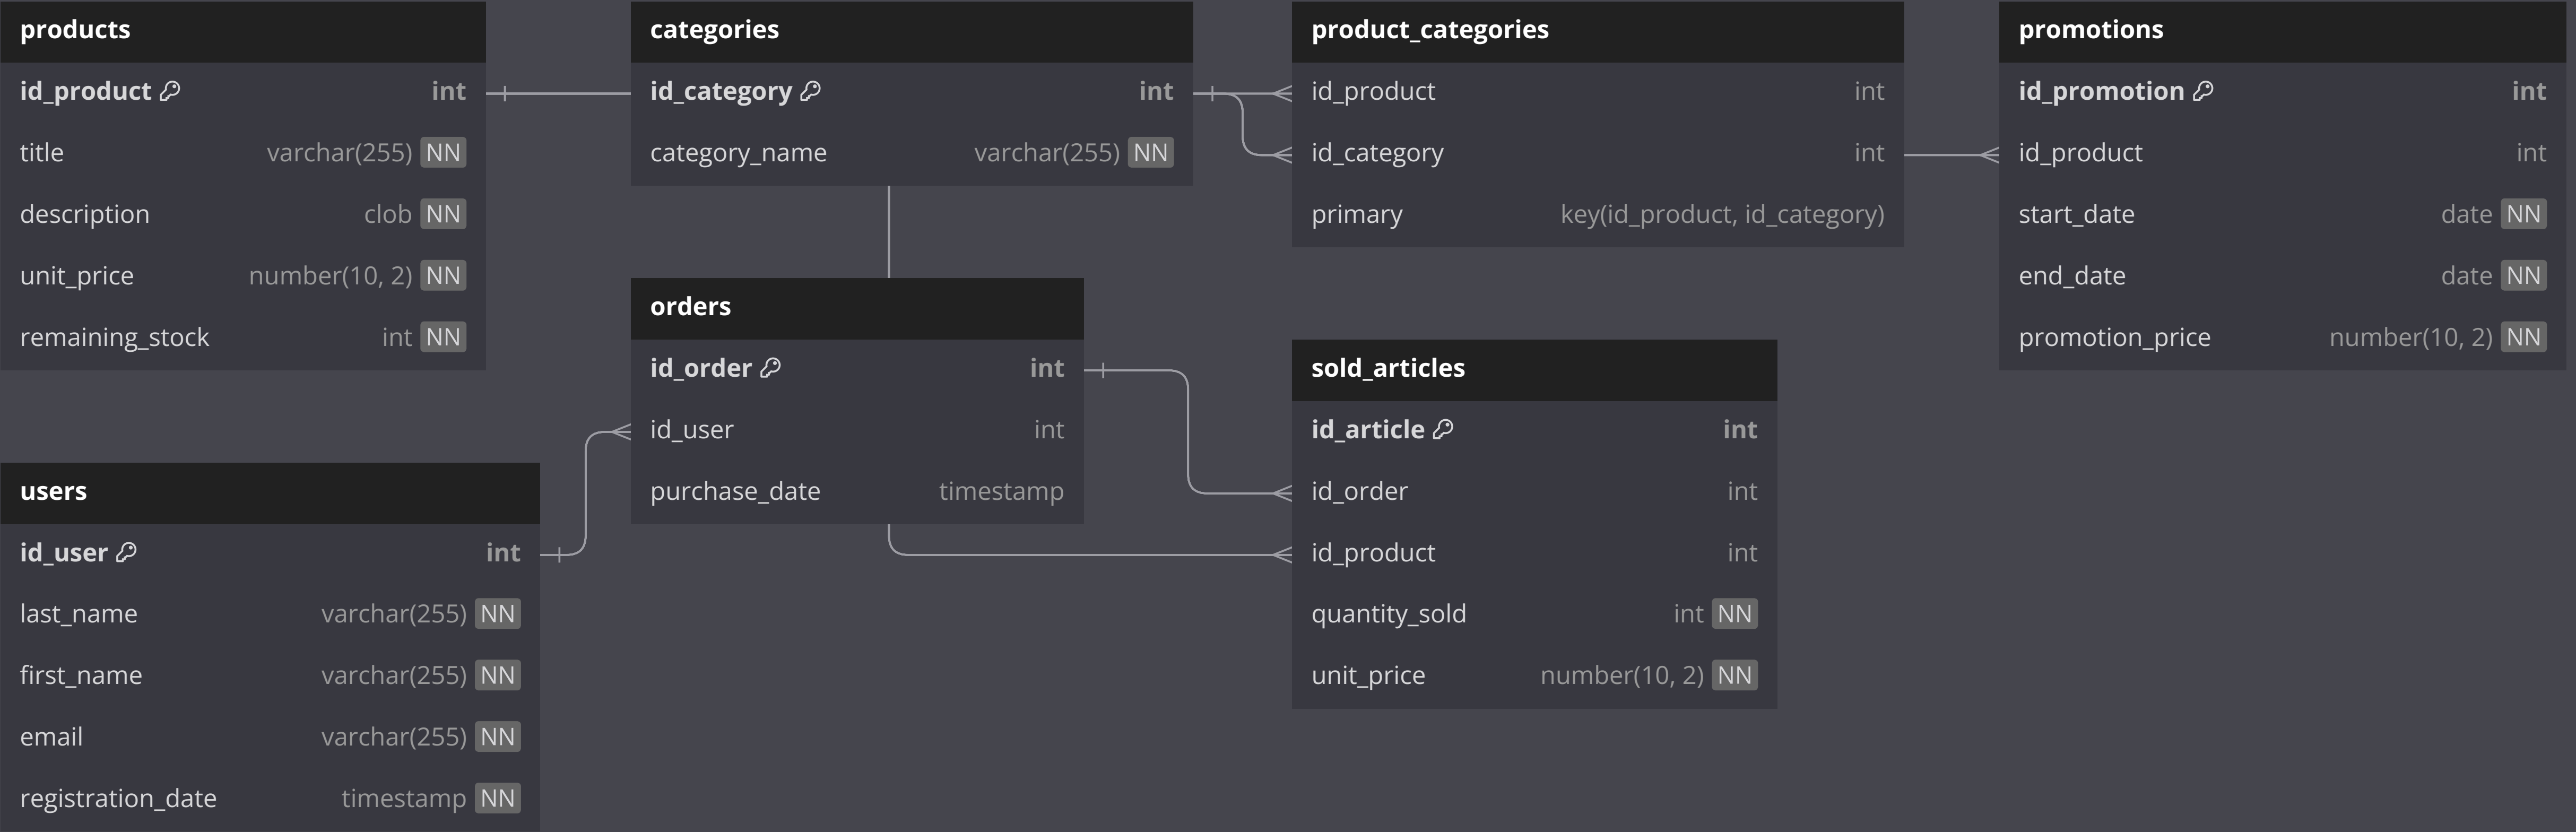 products
id_product int
title varchar(255) NN
description clob NN
unit_price number(10, 2) NN
remaining_stock int NN
categories
id_category int
category_name varchar(255) NN
product_categories
id_product int
id_category int
primary key(id_product, id_category)
promotions
id_promotion int
id_product int
start_date date NN
end_date date NN
promotion_price number(10, 2) NN
orders
id_order int
id_user int
purchase_date timestamp
sold_articles
id_article int
id_order int
id_product int
quantity_sold int NN
unit_price number(10, 2) NN
users
id_user int
last_name varchar(255) NN
first_name varchar(255) NN
email varchar(255) NN
registration_date timestamp NN